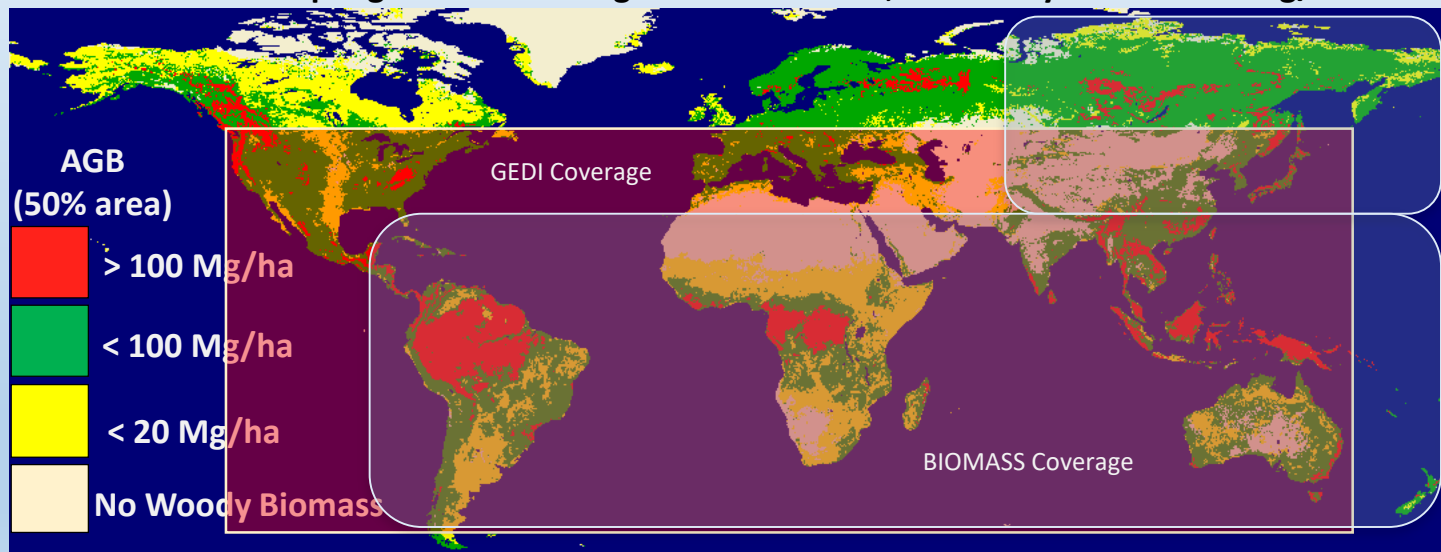 GEDI Coverage
AGB
(50% area)
> 100 Mg/ha
< 100 Mg/ha
< 20 Mg/ha
No Woody Biomass
BIOMASS Coverage